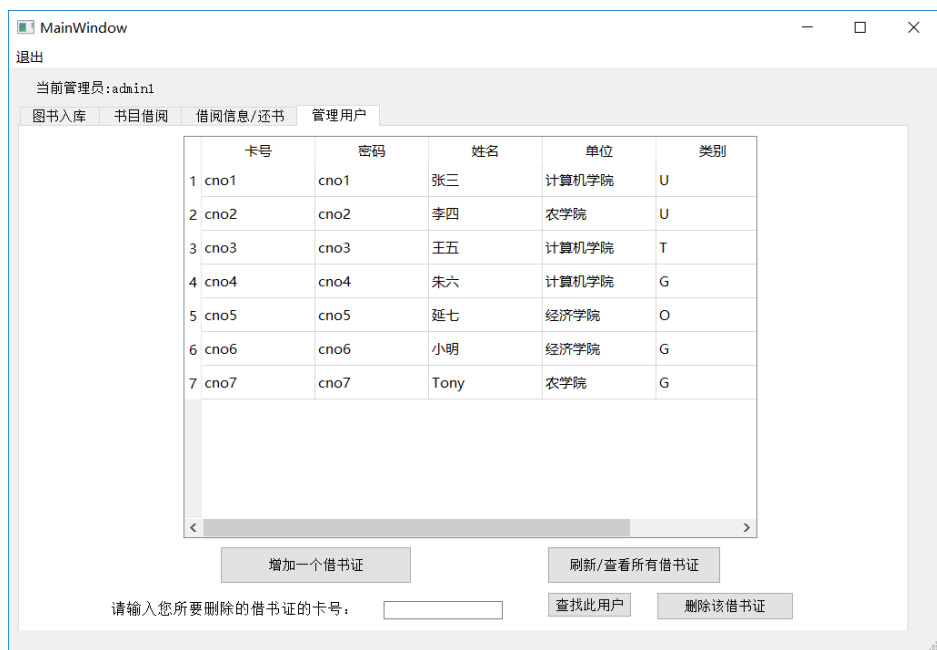 MainWindow
退出
当前管理员:admin1
图书入库 书目借阅 借阅信息/还书 管理用户
卡号 密码 姓名 单位 类别
1 cno1 cno1 张三 计算机学院 U
2 cno2 cno2 李四 农学院 U
3 cno3 cno3 王五 计算机学院 T
4 cno4 cno4 朱六 计算机学院 G
5 cno5 cno5 延七 经济学院 O
6 cno6 cno6 小明 经济学院 G
7 cno7 cno7 Tony 农学院 G
增加一个借书证 刷新/查看所有借书证
请输入您所要删除的借书证的卡号： 查找此用户 删除该借书证